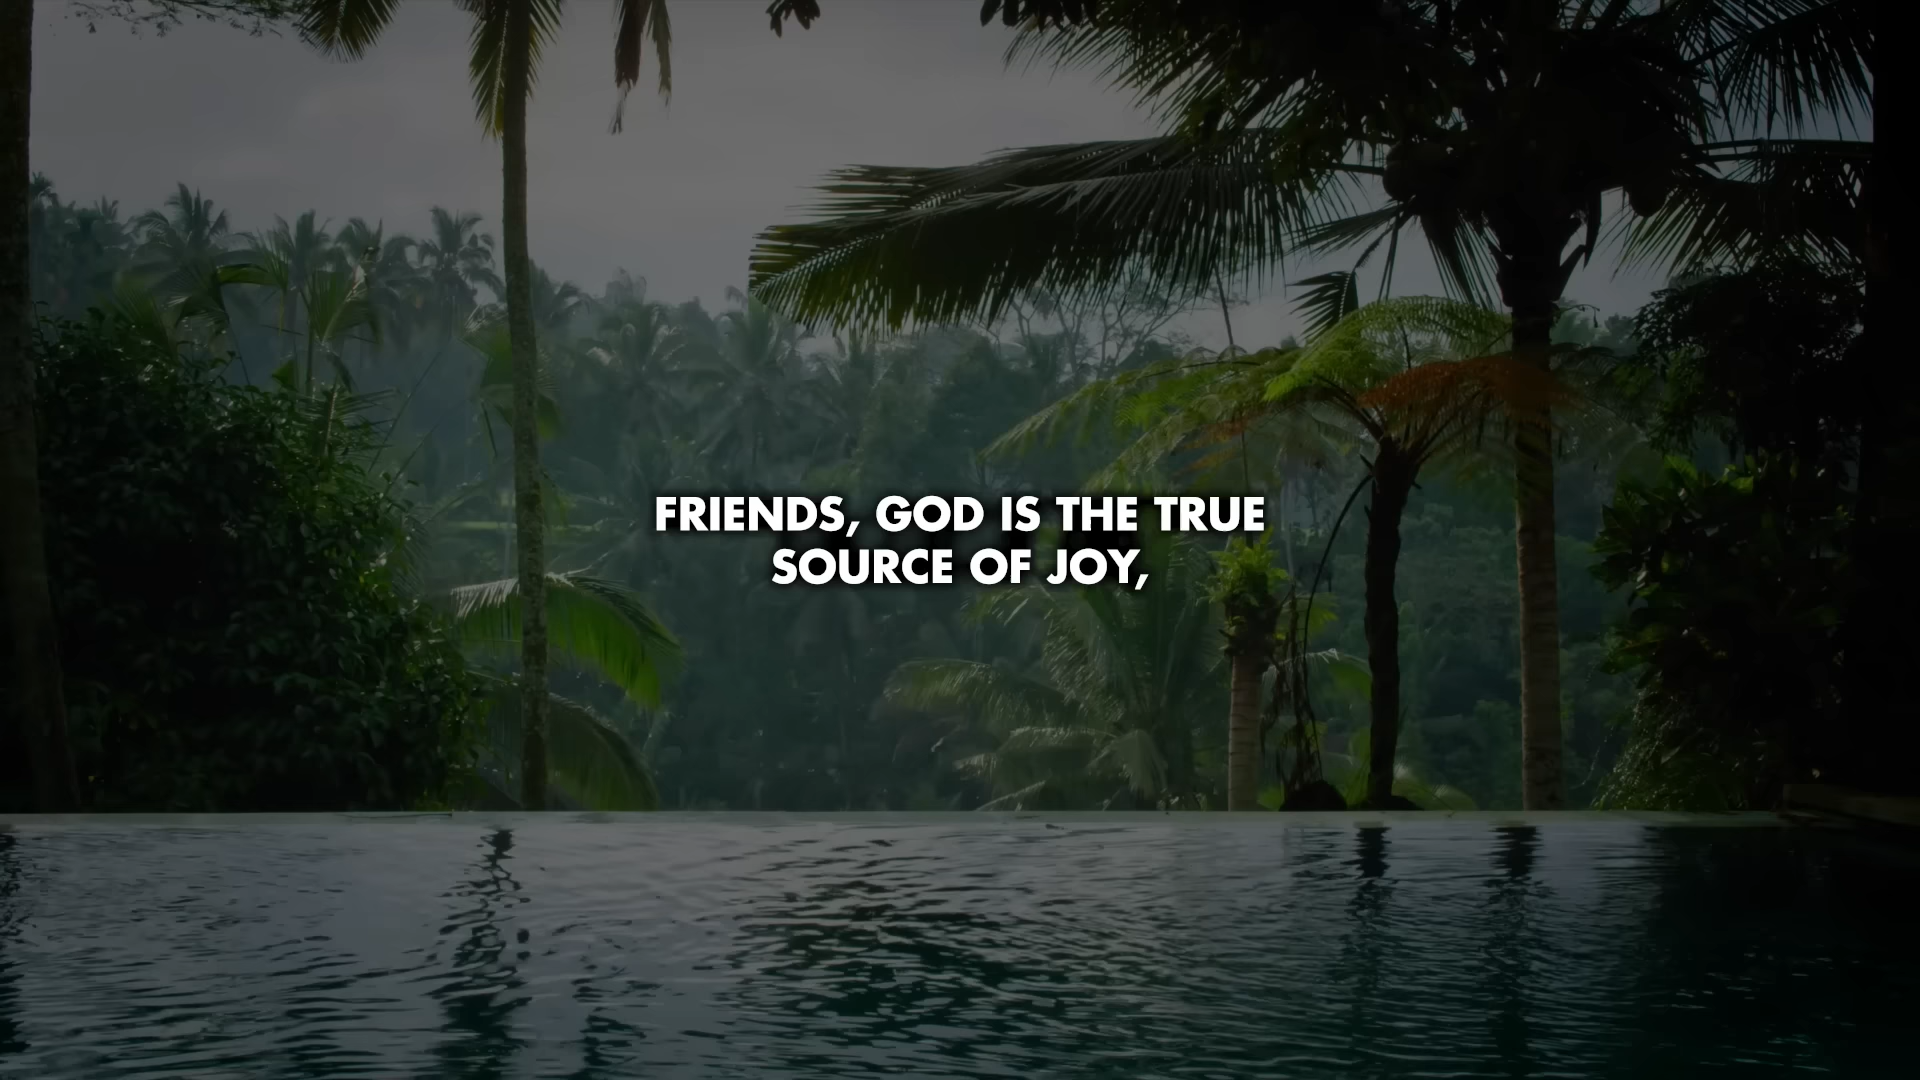 FRIENDS, GOD IS THE TRUE
SOURCE OF JOY,